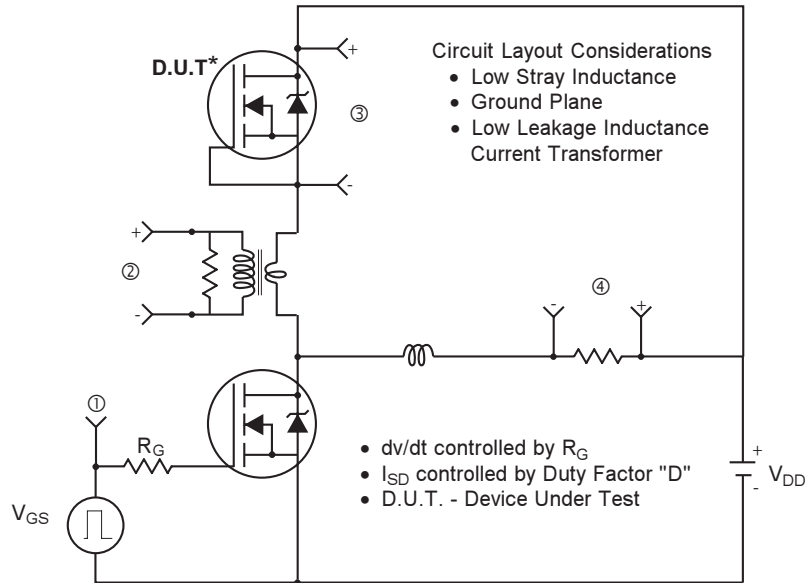 D.U.T*
+
-
③
Circuit Layout Considerations
• Low Stray Inductance
• Ground Plane
• Low Leakage Inductance
Current Transformer
+
②
-
④
-
+
①
RG
VGS
• dv/dt controlled by RG
• ISD controlled by Duty Factor "D"
• D.U.T. - Device Under Test
+
-
VDD